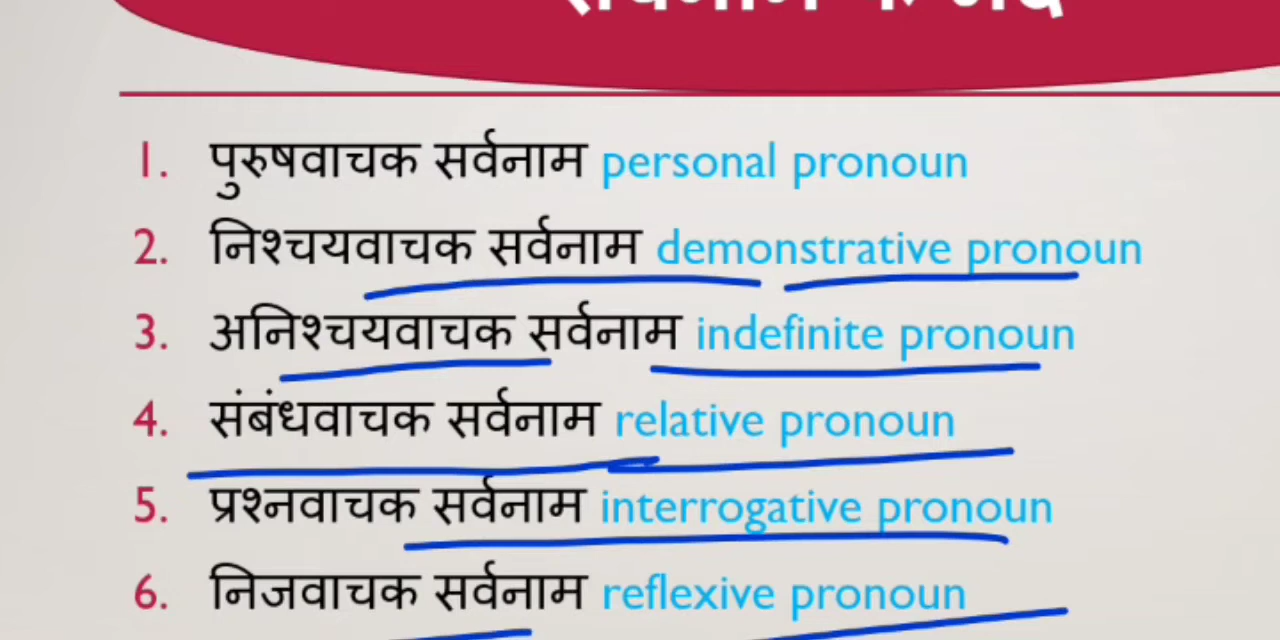 सर्वनाम के भेद
1. पुरुषवाचक सर्वनाम personal pronoun
2. निश्चयवाचक सर्वनाम demonstrative pronoun
3. अनिश्चयवाचक सर्वनाम indefinite pronoun
4. संबंधवाचक सर्वनाम relative pronoun
5. प्रश्नवाचक सर्वनाम interrogative pronoun
6. निजवाचक सर्वनाम reflexive pronoun